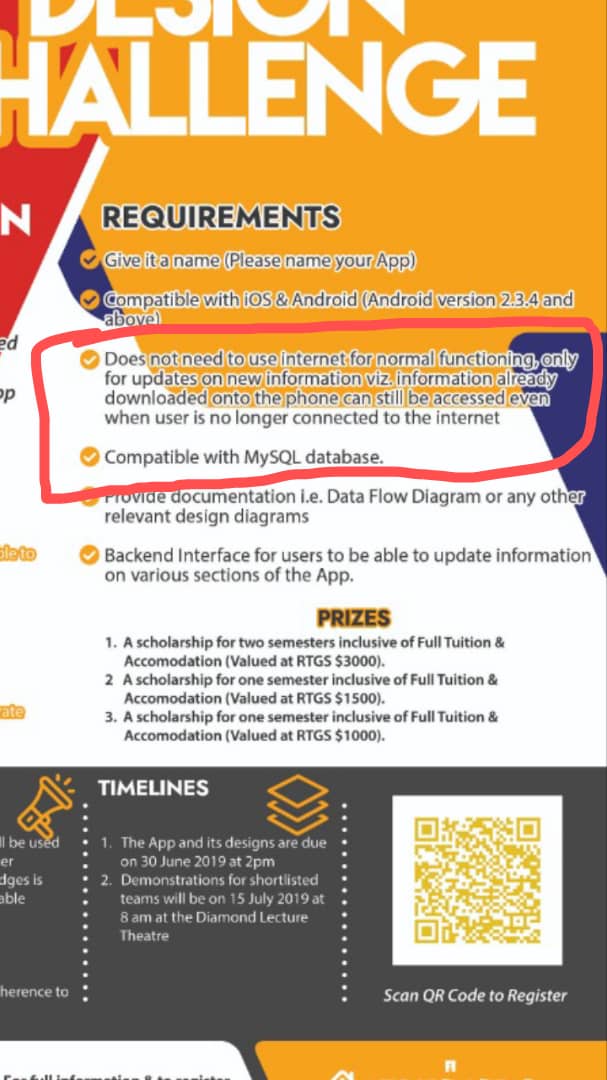 DESIGN
HALLENGE
N
REQUIREMENTS
Give it a name (Please name your App)
Compatible with iOS & Android (Android version 2.3.4 and
above)
ed
Does not need to use internet for normal functioning, only
for updates on new information viz. information already
op
downloaded onto the phone can still be accessed even
when user is no longer connected to the internet
Compatible with MySQL database.
Provide documentation i.e. Data Flow Diagram or any other
relevant design diagrams
ble to
Backend Interface for users to be able to update information
on various sections of the App.
PRIZES
1. A scholarship for two semesters inclusive of Full Tuition &
Accomodation (Valued at RTGS $3000).
2 A scholarship for one semester inclusive of Full Tuition &
Accomodation (Valued at RTGS $1500).
rate
3. A scholarship for one semester inclusive of Full Tuition &
Accomodation (Valued at RTGS $1000).
TIMELINES
ll be used
er
dges is
able
herence to
1. The App and its designs are due
on 30 June 2019 at 2pm
2. Demonstrations for shortlisted
teams will be on 15 July 2019 at
8 am at the Diamond Lecture
Theatre
Scan QR Code to Register
For full information & to register